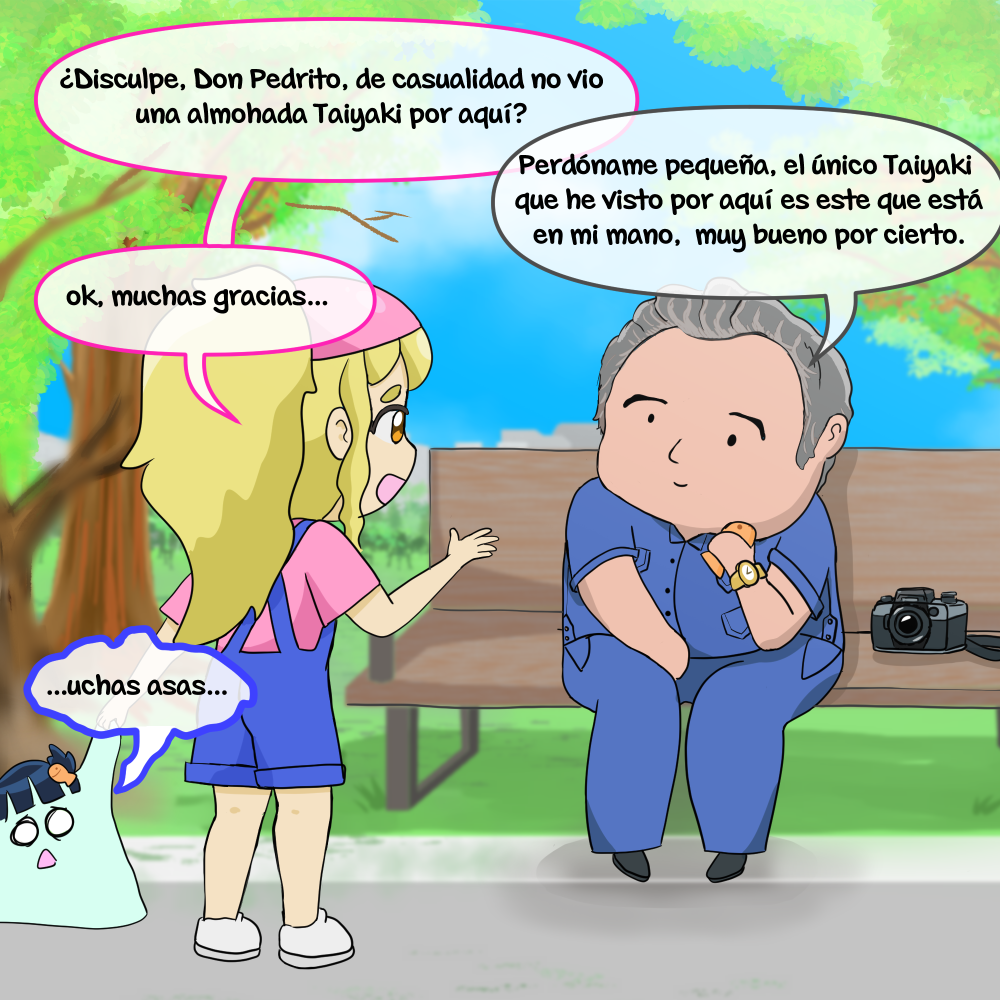 ¿Disculpe, Don Pedrito, de casualidad no vio
una almohada Taiyaki por aquí?
Perdóname pequeña, el único Taiyaki
que he visto por aquí es este que está
en mi mano, muy bueno por cierto.
ok, muchas gracias...
...uchas asas...